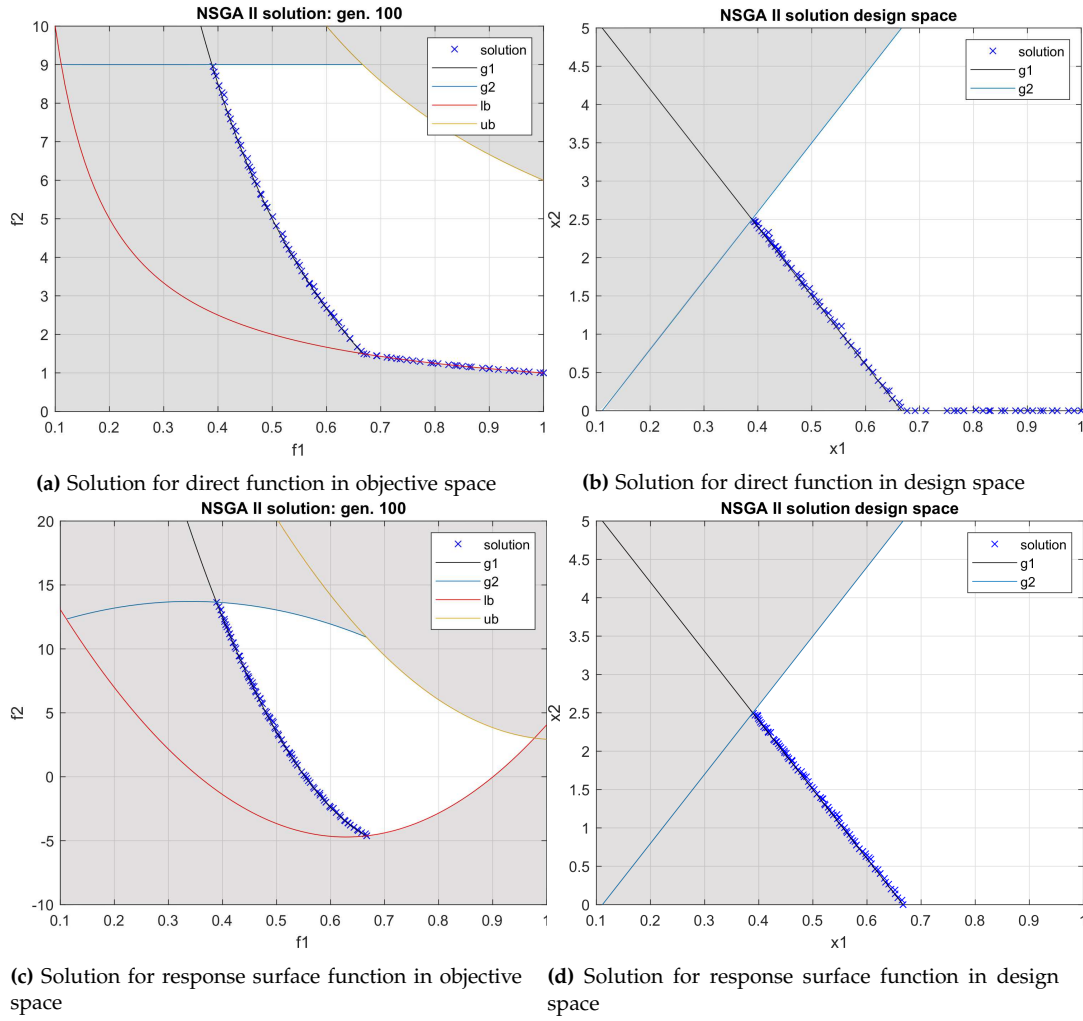 NSGA II solution: gen. 100
10
9
8
7
6
5
4
3
2
1
0
f2
0.1
0.2
0.3
0.4
0.5
0.6
0.7
0.8
0.9
1
f1
solution
g1
g2
lb
ub
(a) Solution for direct function in objective space
NSGA II solution design space
5
4.5
4
3.5
3
2.5
2
1.5
1
0.5
0
x2
0.1
0.2
0.3
0.4
0.5
0.6
0.7
0.8
0.9
1
x1
solution
g1
g2
(b) Solution for direct function in design space
NSGA II solution: gen. 100
20
15
10
5
0
-5
-10
f2
0.1
0.2
0.3
0.4
0.5
0.6
0.7
0.8
0.9
1
f1
solution
g1
g2
lb
ub
(c) Solution for response surface function in objective
space
NSGA II solution design space
5
4.5
4
3.5
3
2.5
2
1.5
1
0.5
0
x2
0.1
0.2
0.3
0.4
0.5
0.6
0.7
0.8
0.9
1
x1
solution
g1
g2
(d) Solution for response surface function in design
space